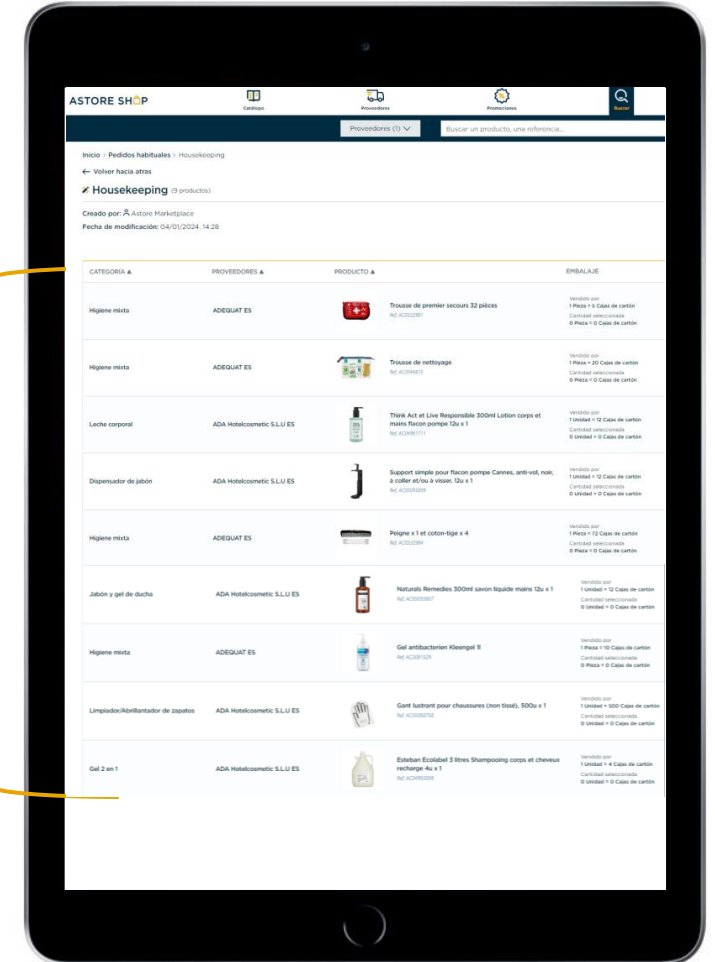 ASTORE SHOP
Catálogo
Proveedores
Promociones
Buscar
Proveedores (1)
Buscar un producto, una referencia...
Inicio > Pedidos habituales > Housekeeping
← Volver hacia atras
Housekeeping (9 productos)
Creado por: Astore Marketplace
Fecha de modificación: 04/01/2024, 14:28
CATEGORÍA ▲ PROVEEDORES ▲ PRODUCTO ▲ EMBALAJE
Higiene mixta
ADEQUAT ES
Trousse de premier secours 32 pièces
Vendido por
1 Pieza = 5 Cajas de cartón
Cantidad seleccionada
0 Pieza = 0 Cajas de cartón
Higiene mixta
ADEQUAT ES
Trousse de nettoyage
Vendido por
1 Pieza = 20 Cajas de cartón
Cantidad seleccionada
0 Pieza = 0 Cajas de cartón
Leche corporal
ADA Hotelcosmetic S.L.U ES
Think Act et Live Responsible 300ml Lotion corps et
mains flacon pompe 12u x 1
Vendido por
1 Unidad = 12 Cajas de cartón
Cantidad seleccionada
0 Unidad = 0 Cajas de cartón
Dispensador de jabón
ADA Hotelcosmetic S.L.U ES
Support simple pour flacon pompe Cannes, anti-vol, noir,
à coller et/ou à visser, 12u x 1
Vendido por
1 Unidad = 12 Cajas de cartón
Cantidad seleccionada
0 Unidad = 0 Cajas de cartón
Higiene mixta
ADEQUAT ES
Peigne x 1 et coton-tige x 4
Vendido por
1 Pieza = 72 Cajas de cartón
Cantidad seleccionada
0 Pieza = 0 Cajas de cartón
Jabón y gel de ducha
ADA Hotelcosmetic S.L.U ES
Naturals Remedies 300ml savon liquide mains 12u x 1
Vendido por
1 Unidad = 12 Cajas de cartón
Cantidad seleccionada
0 Unidad = 0 Cajas de cartón
Higiene mixta
ADEQUAT ES
Gel antibacterien Kleengel 1l
Vendido por
1 Pieza = 10 Cajas de cartón
Cantidad seleccionada
0 Pieza = 0 Cajas de cartón
Limpiador/Abrillantador de zapatos
ADA Hotelcosmetic S.L.U ES
Gant lustrant pour chaussures (non tissé), 500u x 1
Vendido por
1 Unidad = 500 Cajas de cartón
Cantidad seleccionada
0 Unidad = 0 Cajas de cartón
Gel 2 en 1
ADA Hotelcosmetic S.L.U ES
Esteban Ecolabel 3 litres Shampooing corps et cheveux
recharge 4u x 1
Vendido por
1 Unidad = 4 Cajas de cartón
Cantidad seleccionada
0 Unidad = 0 Cajas de cartón